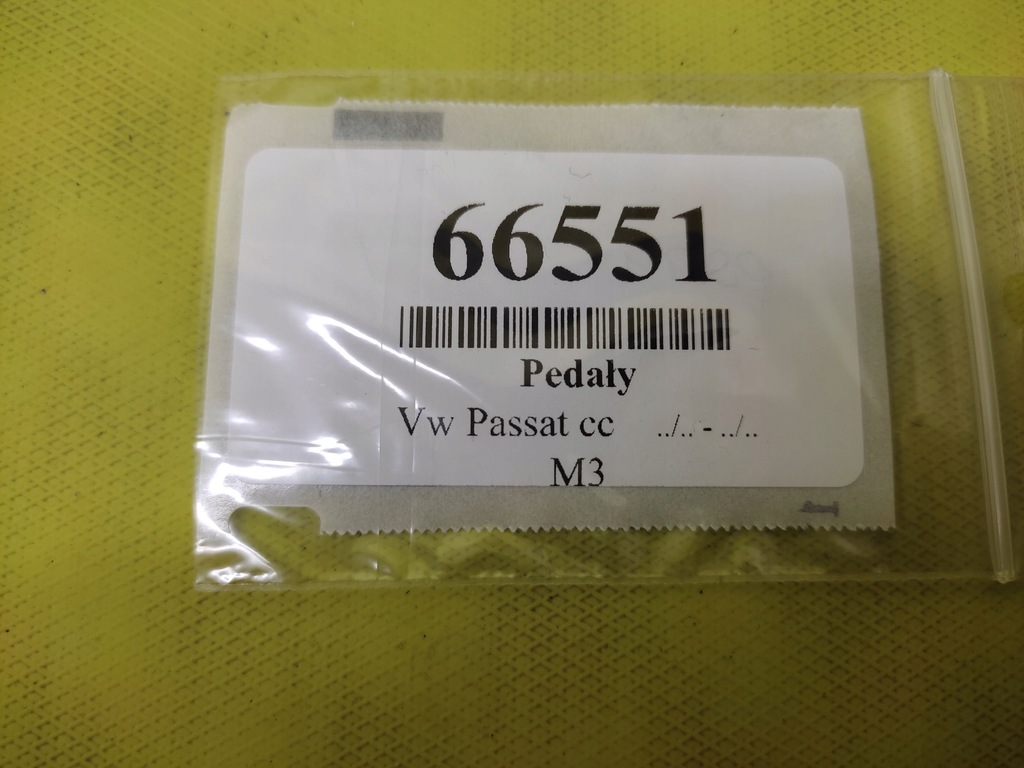 66551
Pedały
Vw Passat cc ../.. - ../..
M3